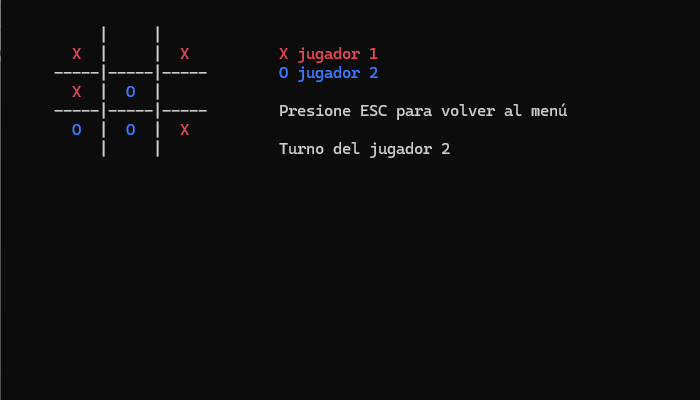 X X
X jugador 1
O jugador 2
X O
Presione ESC para volver al menú
O O X
Turno del jugador 2